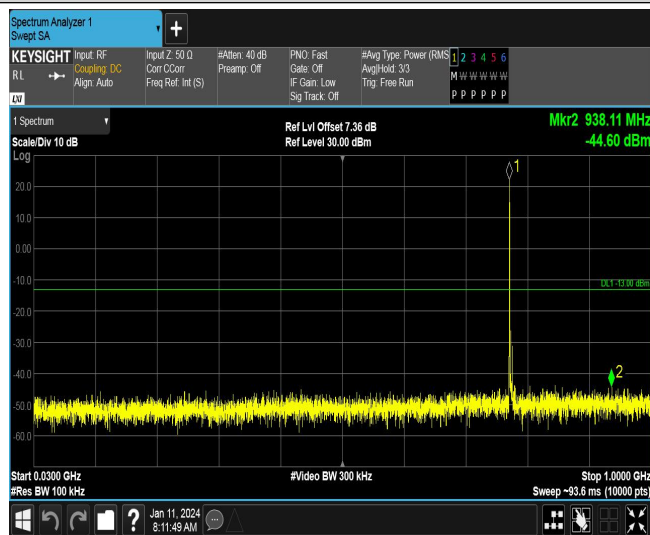 Spectrum Analyzer 1
Swept SA
+
KEYSIGHT Input: RF Input Z: 50 Ω #Atten: 40 dB PNO: Fast #Avg Type: Power (RMS 1 2 3 4 5 6
RL Coupling: DC Corr CCorr Preamp: Off Gate: Off Avg|Hold: 3/3 M W W W W W
Align: Auto Freq Ref: Int (S) IF Gain: Low Trig: Free Run
LXI Sig Track: Off P P P P P P
1 Spectrum Ref Lvl Offset 7.36 dB Mkr2 938.11 MHz
Scale/Div 10 dB Ref Level 30.00 dBm -44.60 dBm
Log
1
20.0
10.0
0.00
-10.0 DL1 -13.00 dBm
-20.0
-30.0
-40.0 2
-50.0
-60.0
Start 0.0300 GHz #Video BW 300 kHz Stop 1.0000 GHz
#Res BW 100 kHz Sweep ~93.6 ms (10000 pts)
? Jan 11, 2024
8:11:49 AM